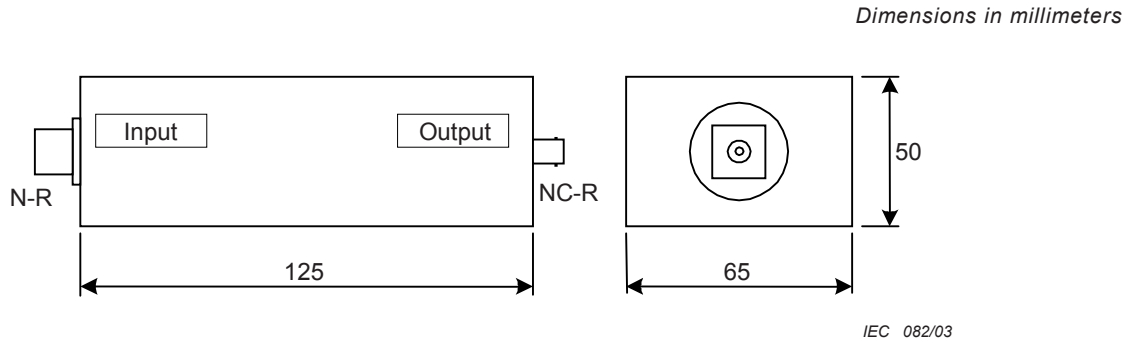 Dimensions in millimeters
Input
Output
50
N-R
NC-R
125
65
IEC 082/03